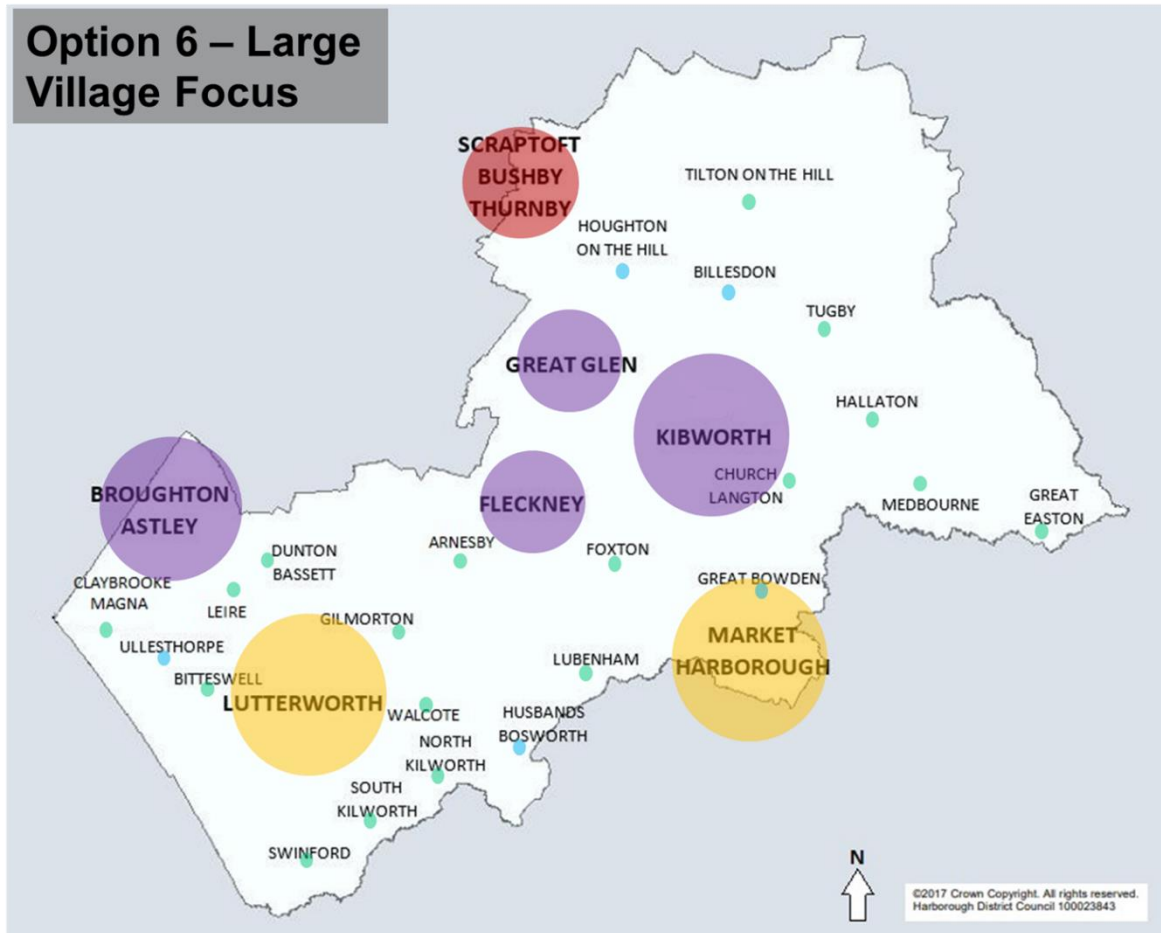 Option 6 – Large
Village Focus
SCRAPTOFT
BUSHBY
THURNBY
TILTON ON THE HILL
HOUGHTON
ON THE HILL
BILLESDON
TUGBY
GREAT GLEN
HALLATON
KIBWORTH
CHURCH
LANGTON
MEDBOURNE
GREAT
EASTON
BROUGHTON
ASTLEY
FLECKNEY
ARNESBY
FOXTON
DUNTON
BASSETT
CLAYBROOKE
MAGNA
LEIRE
GREAT BOWDEN
GILMORTON
MARKET
HARBOROUGH
ULLESTHORPE
LUBENHAM
BITTESWELL
LUTTERWORTH
WALCOTE
HUSBANDS
BOSWORTH
NORTH
KILWORTH
SOUTH
KILWORTH
SWINFORD
N
©2017 Crown Copyright. All rights reserved.
Harborough District Council 100023843